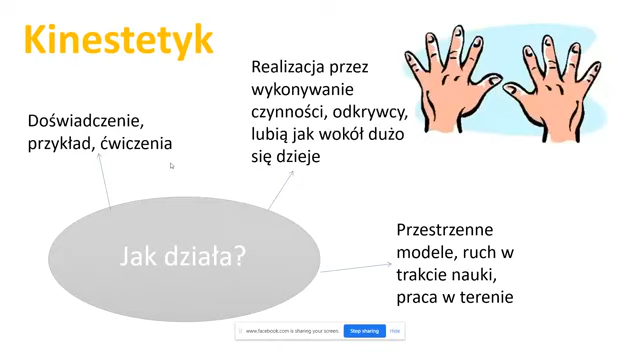 Kinestetyk
Realizacja przez
wykonywanie
czynności, odkrywcy,
lubią jak wokół dużo
się dzieje
Doświadczenie,
przykład, ćwiczenia
Jak działa?
Przestrzenne
modele, ruch w
trakcie nauki,
praca w terenie
www.facebook.com is sharing your screen. Stop sharing Hide